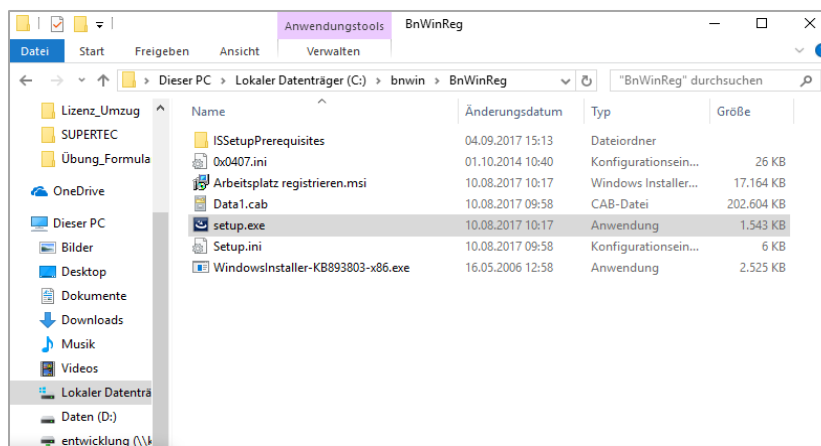 Anwendungstools BnWinReg
Datei Start Freigeben Ansicht Verwalten
Dieser PC › Lokaler Datenträger (C:) › bnwin › BnWinReg "BnWinReg" durchsuchen
Name Änderungsdatum Typ Größe
Lizenz_Umzug
SUPERTEC
Übung_Formula
OneDrive
Dieser PC
Bilder
Desktop
Dokumente
Downloads
Musik
Videos
Lokaler Datenträ
Daten (D:)
entwicklung (\\k
ISSetupPrerequisites 04.09.2017 15:13 Dateiordner
0x0407.ini 01.10.2014 10:40 Konfigurationsein... 26 KB
Arbeitsplatz registrieren.msi 10.08.2017 10:17 Windows Installer... 17.164 KB
Data1.cab 10.08.2017 09:58 CAB-Datei 202.604 KB
setup.exe 10.08.2017 10:17 Anwendung 1.543 KB
Setup.ini 10.08.2017 09:58 Konfigurationsein... 6 KB
WindowsInstaller-KB893803-x86.exe 16.05.2006 12:58 Anwendung 2.525 KB